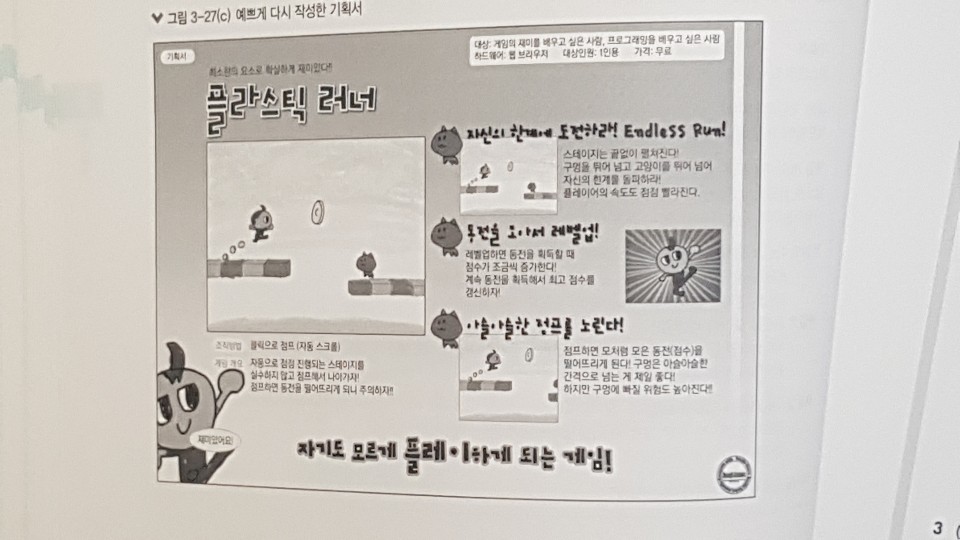 그림 3-27(c) 예쁘게 다시 작성한 기획서
기획서
대상: 게임의 재미를 배우고 싶은 사람, 프로그래밍을 배우고 싶은 사람
하드웨어: 웹 브라우저 대상인원: 1인용 가격: 무료
최소한의 요소로 확실하게 재미있다!!
플라스틱 러너
자신의 한계에 도전하라! Endless Run!
스테이지는 끝없이 펼쳐진다!
구멍을 뛰어 넘고 고양이를 뛰어 넘어
자신의 한계를 돌파하라!
플레이어의 속도도 점점 빨라진다.
동전을 모아서 레벨업!
레벨업하면 동전을 획득할 때
점수가 조금씩 증가한다!
계속 동전을 획득해서 최고 점수를
갱신하자!
아슬아슬한 점프를 노린다!
점프하면 모처럼 모은 동전(점수)을
떨어뜨리게 된다! 구멍은 아슬아슬한
간격으로 넘는 게 제일 좋다!
하지만 구멍에 빠질 위험도 높아진다!!
조작방법 클릭으로 점프 (자동 스크롤)
게임 개요 자동으로 점점 진행되는 스테이지를
실수하지 않고 점프해서 나아가자!
점프하면 동전을 떨어뜨리게 되니 주의하자!!
재미있어요!
자기도 모르게 플레이하게 되는 게임!
3